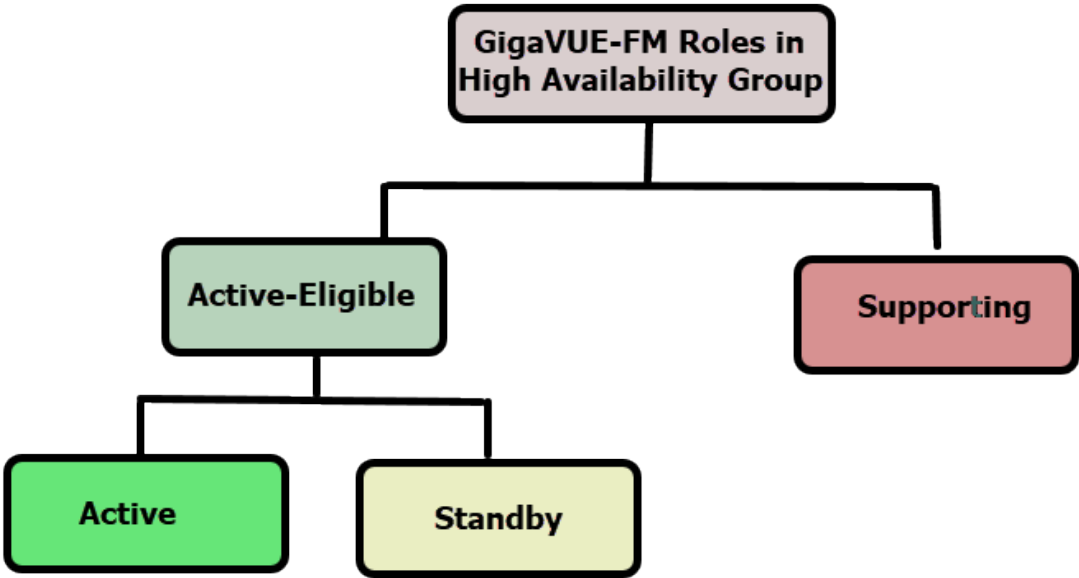 GigaVUE-FM Roles in
High Availability Group
Active-Eligible
Supporting
Active
Standby